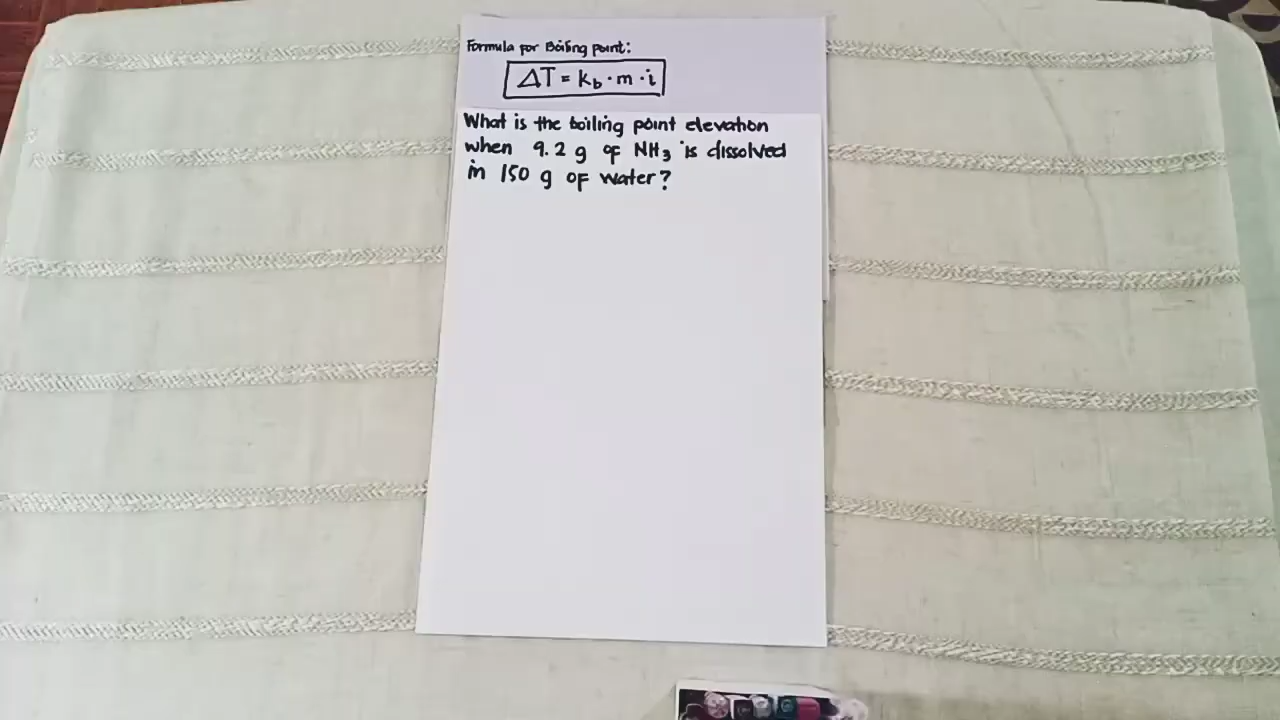 Formula for Boiling point:
ΔT = kb · m · i
What is the boiling point elevation
when 9.2 g of NH3 is dissolved
in 150 g of water?